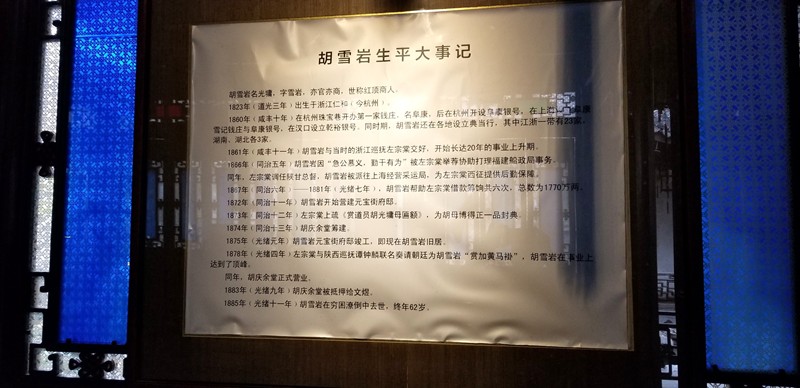 胡雪岩生平大事记
胡雪岩名光墉，字雪岩，亦官亦商，世称红顶商人。
1823年（道光三年）出生于浙江仁和（今杭州）。
1860年（咸丰十年）在杭州珠宝巷开办第一家钱庄，名阜康，后在杭州开设阜康银号，在上海
雪记钱庄与阜康银号，在汉口设立乾裕银号。同时期，胡雪岩还在各地设立典当行，其中江浙一带有23家，
湖南、湖北各3家。
1861年（咸丰十一年）胡雪岩与当时的浙江巡抚左宗棠交好，开始长达20年的事业上升期。
1866年（同治五年）胡雪岩因“急公慕义、勤干有为”被左宗棠举荐协助打理福建船政局事务。
同年，左宗棠调任陕甘总督，胡雪岩被派往上海经营采运局，为左宗棠西征提供后勤保障。
1867年（同治六年）——1881年（光绪七年），胡雪岩帮助左宗棠借款筹饷共六次，总数为1770万两。
1872年（同治十一年）胡雪岩开始营建元宝街府邸。
1873年（同治十二年）左宗棠上疏《赏道员胡光墉母匾额》，为胡母博得正一品封典。
1874年（同治十三年）胡庆余堂筹建。
1875年（光绪元年）胡雪岩元宝街府邸竣工，即现在胡雪岩旧居。
1878年（光绪四年）左宗棠与陕西巡抚谭钟麟联名奏请朝廷为胡雪岩“赏加黄马褂”，胡雪岩在事业上
达到了顶峰。
同年，胡庆余堂正式营业。
1883年（光绪九年）胡庆余堂被抵押给文煜。
1885年（光绪十一年）胡雪岩在穷困潦倒中去世，终年62岁。